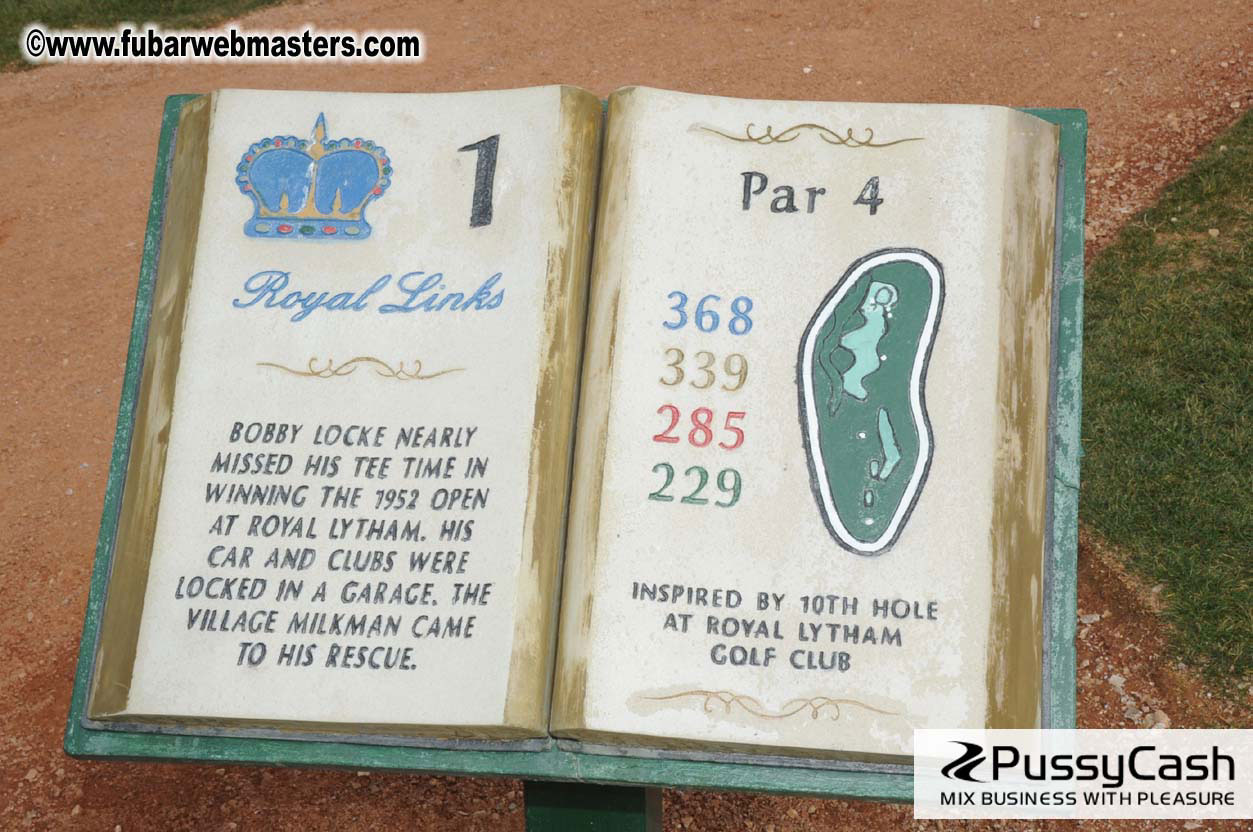 ©www.fubarwebmasters.com
1
Royal Links
BOBBY LOCKE NEARLY
MISSED HIS TEE TIME IN
WINNING THE 1952 OPEN
AT ROYAL LYTHAM. HIS
CAR AND CLUBS WERE
LOCKED IN A GARAGE. THE
VILLAGE MILKMAN CAME
TO HIS RESCUE.
Par 4
368
339
285
229
INSPIRED BY 10TH HOLE
AT ROYAL LYTHAM
GOLF CLUB
PussyCash
MIX BUSINESS WITH PLEASURE